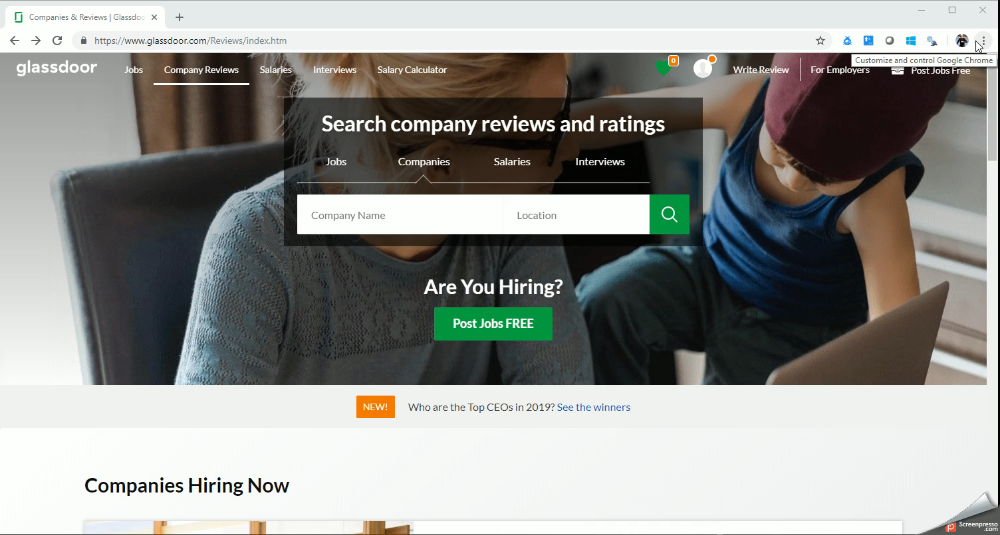 Companies & Reviews | Glassdoo
https://www.glassdoor.com/Reviews/index.htm
Customize and control Google Chrome
glassdoor
Jobs Company Reviews Salaries Interviews Salary Calculator 0 Write Review For Employers Post Jobs Free
Search company reviews and ratings
Jobs Companies Salaries Interviews
Company Name Location
Are You Hiring?
Post Jobs FREE
NEW! Who are the Top CEOs in 2019? See the winners
Companies Hiring Now
Screenpresso
.com